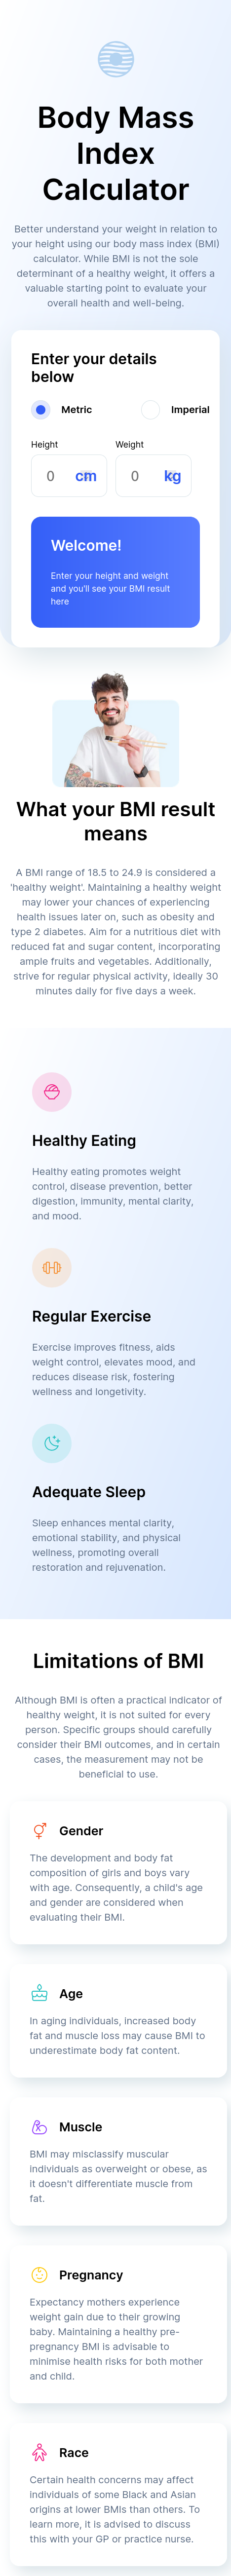 Body Mass
Index
Calculator
Better understand your weight in relation to
your height using our body mass index (BMI)
calculator. While BMI is not the sole
determinant of a healthy weight, it offers a
valuable starting point to evaluate your
overall health and well-being.
Enter your details
below
Metric
Imperial
Height
Weight
0 cm
0 kg
Welcome!
Enter your height and weight
and you'll see your BMI result
here
What your BMI result
means
A BMI range of 18.5 to 24.9 is considered a
'healthy weight'. Maintaining a healthy weight
may lower your chances of experiencing
health issues later on, such as obesity and
type 2 diabetes. Aim for a nutritious diet with
reduced fat and sugar content, incorporating
ample fruits and vegetables. Additionally,
strive for regular physical activity, ideally 30
minutes daily for five days a week.
Healthy Eating
Healthy eating promotes weight
control, disease prevention, better
digestion, immunity, mental clarity,
and mood.
Regular Exercise
Exercise improves fitness, aids
weight control, elevates mood, and
reduces disease risk, fostering
wellness and longetivity.
Adequate Sleep
Sleep enhances mental clarity,
emotional stability, and physical
wellness, promoting overall
restoration and rejuvenation.
Limitations of BMI
Although BMI is often a practical indicator of
healthy weight, it is not suited for every
person. Specific groups should carefully
consider their BMI outcomes, and in certain
cases, the measurement may not be
beneficial to use.
Gender
The development and body fat
composition of girls and boys vary
with age. Consequently, a child's age
and gender are considered when
evaluating their BMI.
Age
In aging individuals, increased body
fat and muscle loss may cause BMI to
underestimate body fat content.
Muscle
BMI may misclassify muscular
individuals as overweight or obese, as
it doesn't differentiate muscle from
fat.
Pregnancy
Expectancy mothers experience
weight gain due to their growing
baby. Maintaining a healthy pre-
pregnancy BMI is advisable to
minimise health risks for both mother
and child.
Race
Certain health concerns may affect
individuals of some Black and Asian
origins at lower BMIs than others. To
learn more, it is advised to discuss
this with your GP or practice nurse.